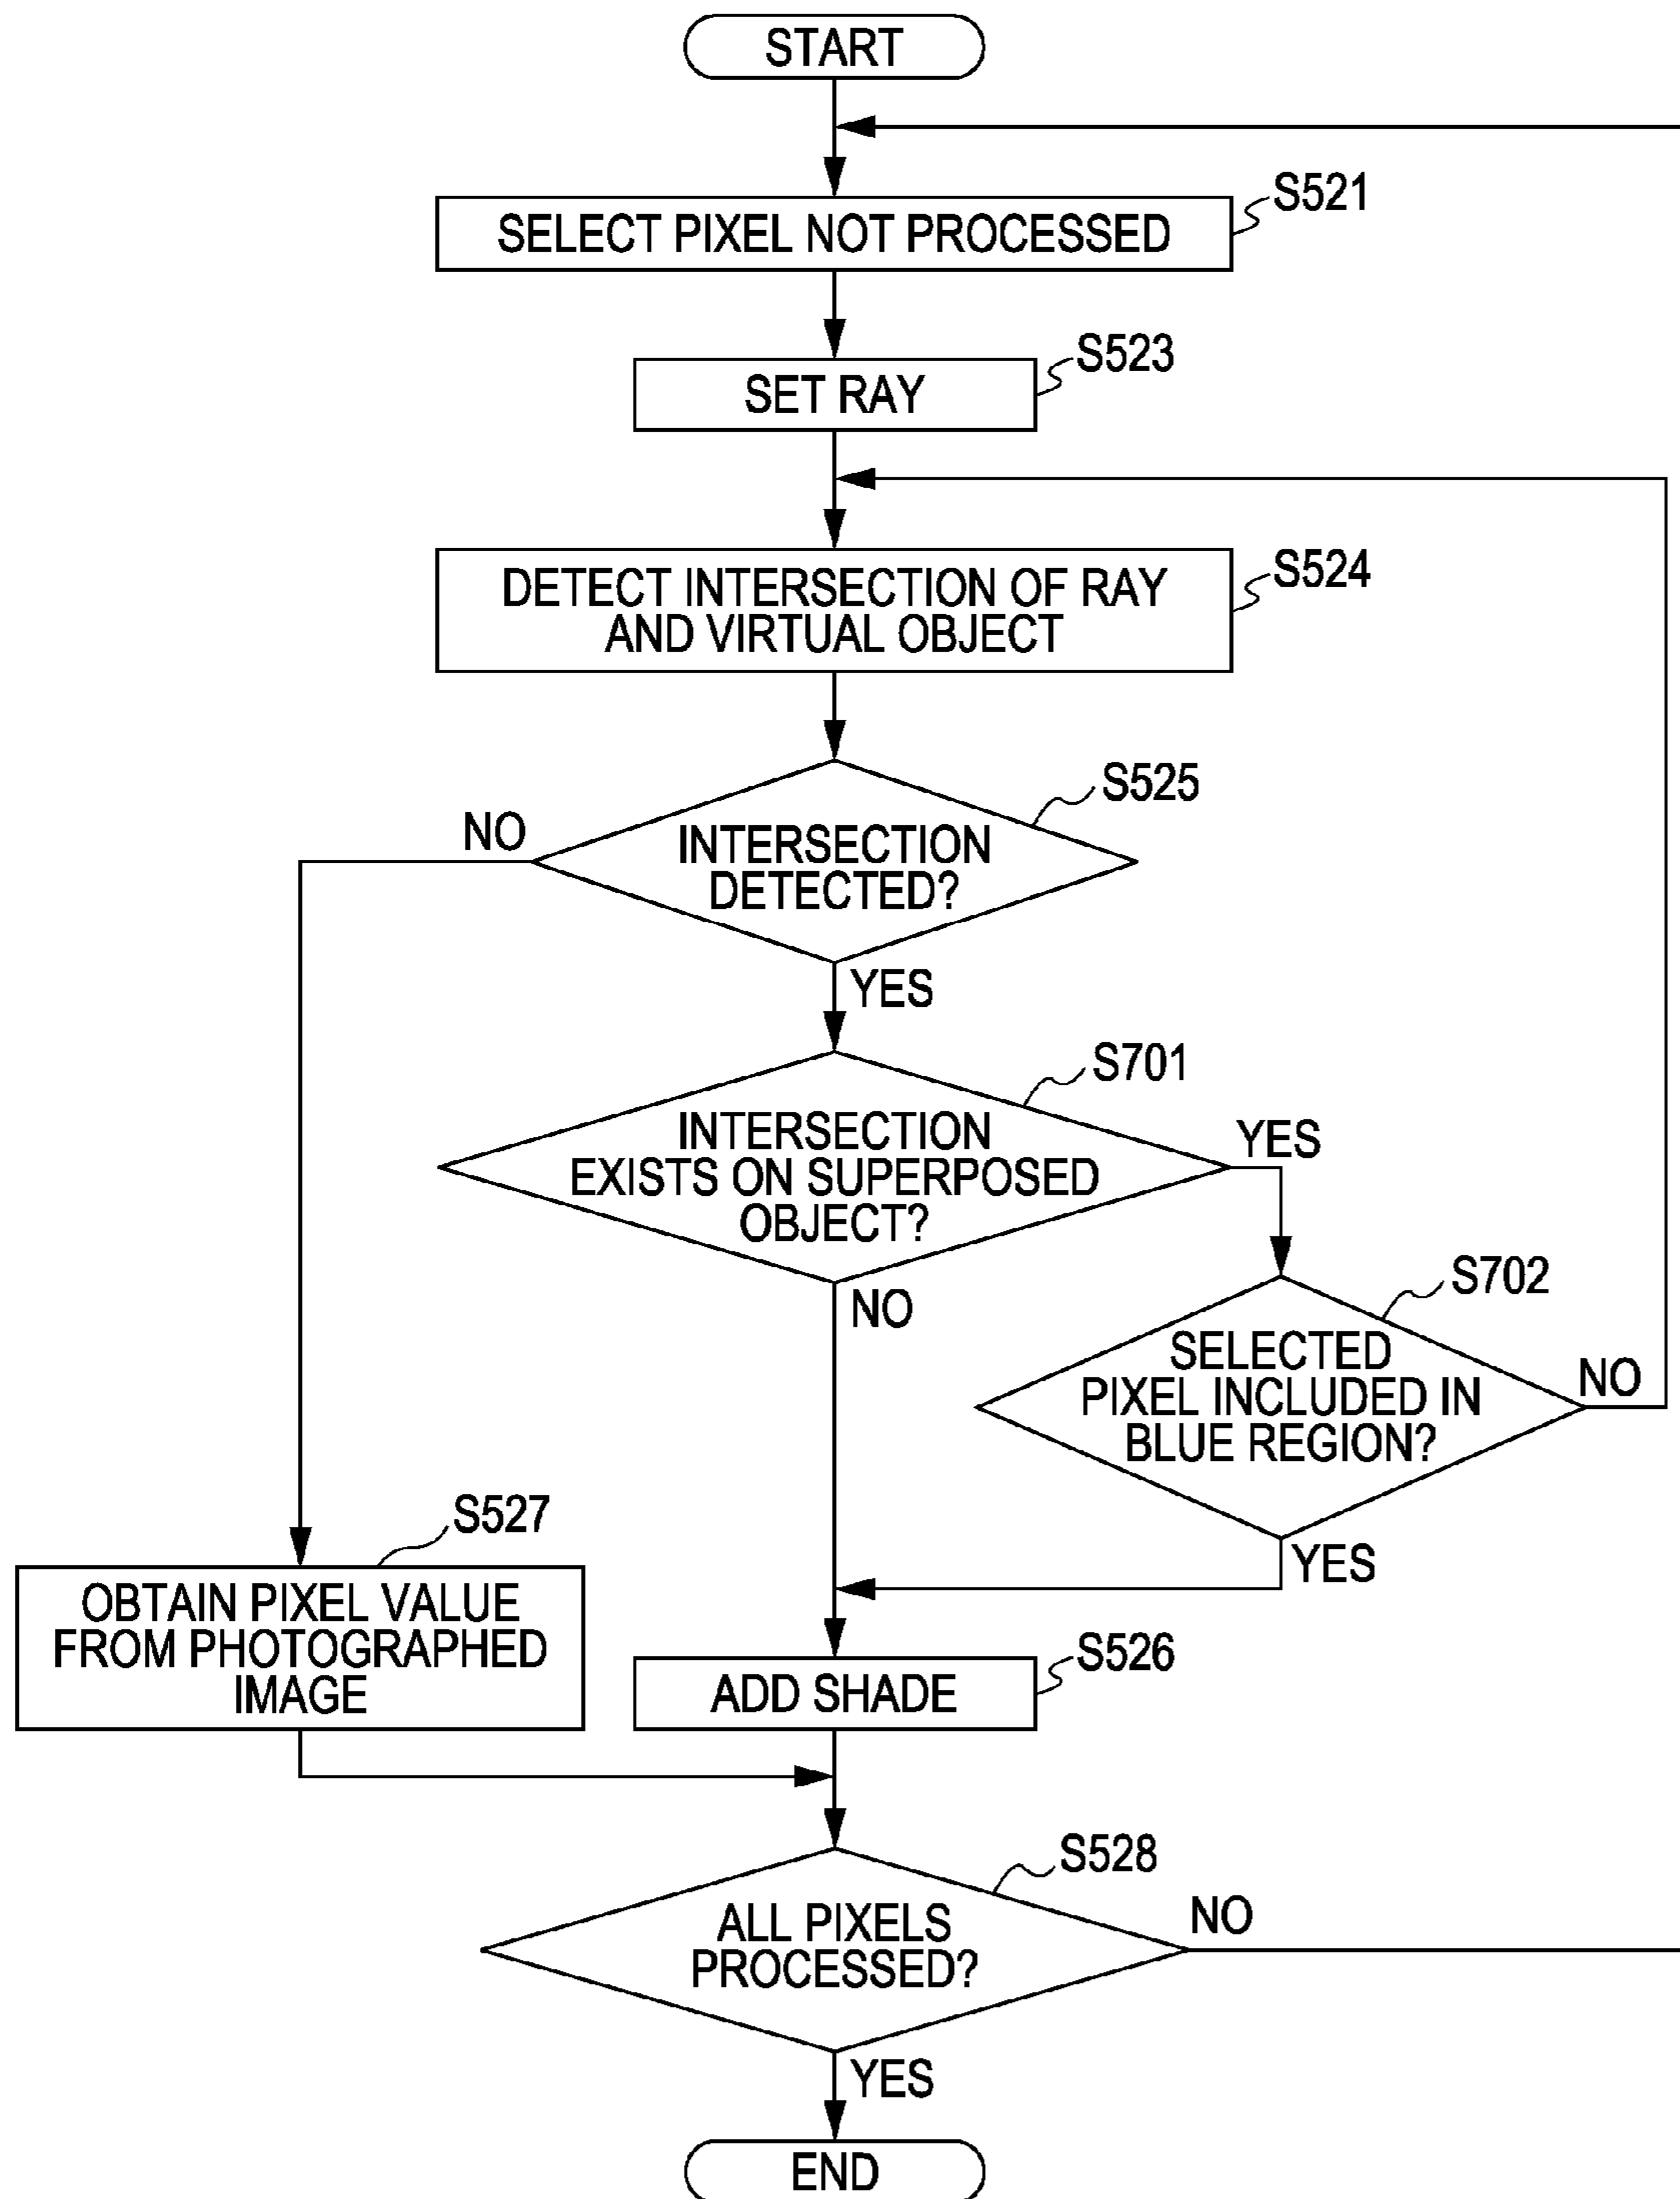 START
S521
SELECT PIXEL NOT PROCESSED
S523
SET RAY
S524
DETECT INTERSECTION OF RAY
AND VIRTUAL OBJECT
S525
NO
INTERSECTION
DETECTED?
YES
S701
INTERSECTION
EXISTS ON SUPERPOSED
OBJECT?
YES
NO
S702
SELECTED
PIXEL INCLUDED IN
BLUE REGION?
NO
YES
S527
OBTAIN PIXEL VALUE
FROM PHOTOGRAPHED
IMAGE
S526
ADD SHADE
S528
ALL PIXELS
PROCESSED?
NO
YES
END